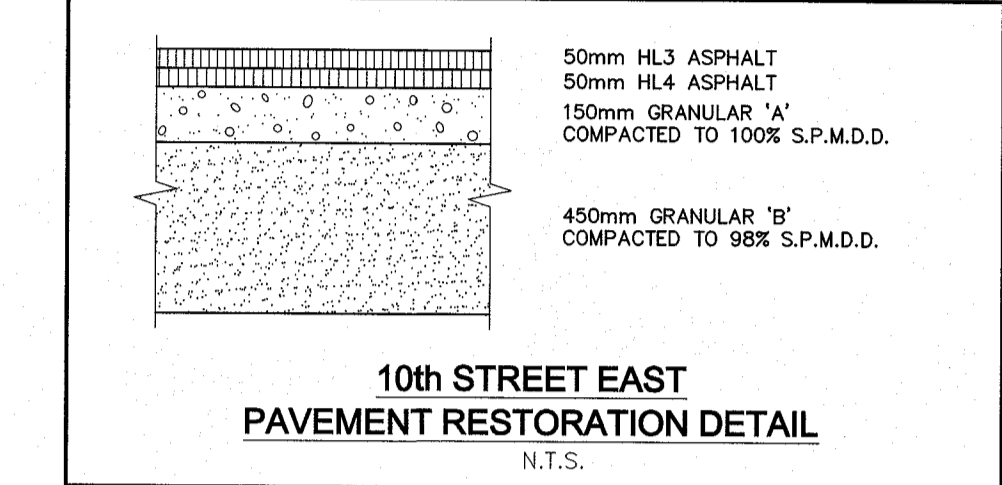 50mm HL3 ASPHALT
50mm HL4 ASPHALT
150mm GRANULAR 'A'
COMPACTED TO 100% S.P.M.D.D.
450mm GRANULAR 'B'
COMPACTED TO 98% S.P.M.D.D.
10th STREET EAST
PAVEMENT RESTORATION DETAIL
N.T.S.